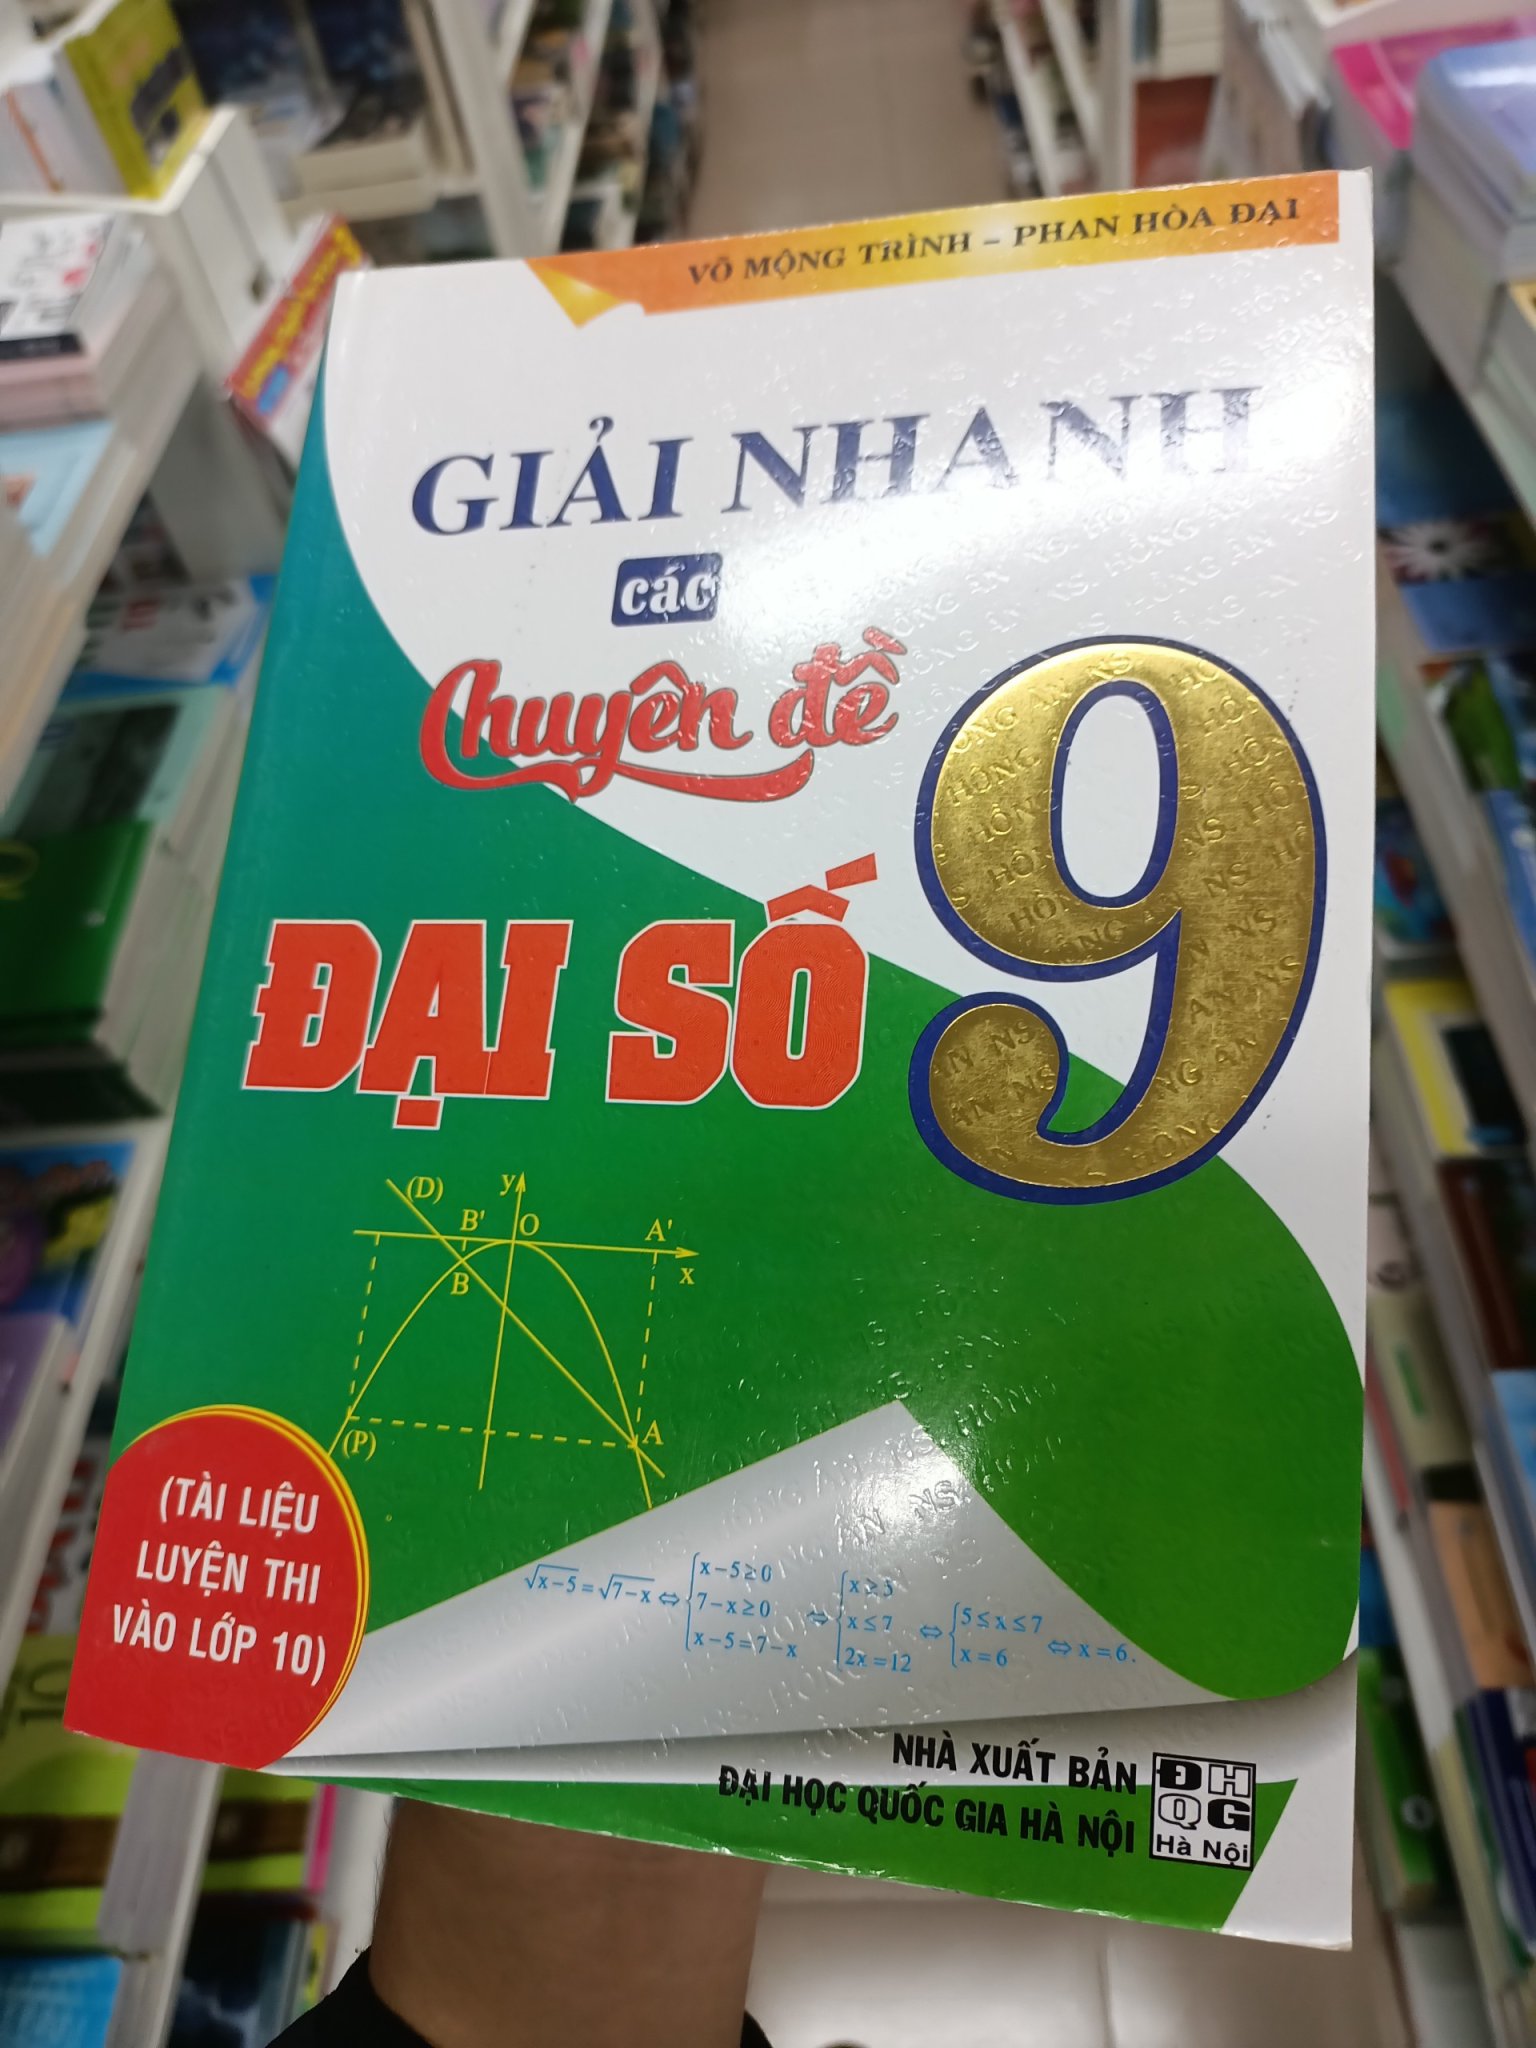 VÕ MỘNG TRÌNH - PHAN HÒA ĐẠI
GIẢI NHANH
các
Chuyên đề
ĐẠI SỐ
9
(D)
y
B'
O
A'
x
B
(P)
A
(TÀI LIỆU
LUYỆN THI
VÀO LỚP 10)
√x-5 = √7-x ⇔ { x-5≥0 ⇔ { x≥5 ⇔ { 5≤x≤7 ⇔ x=6.
7-x≥0 x≤7 x=6
x-5=7-x 2x=12
NHÀ XUẤT BẢN
ĐẠI HỌC QUỐC GIA HÀ NỘI
ĐH
QG
Hà Nội